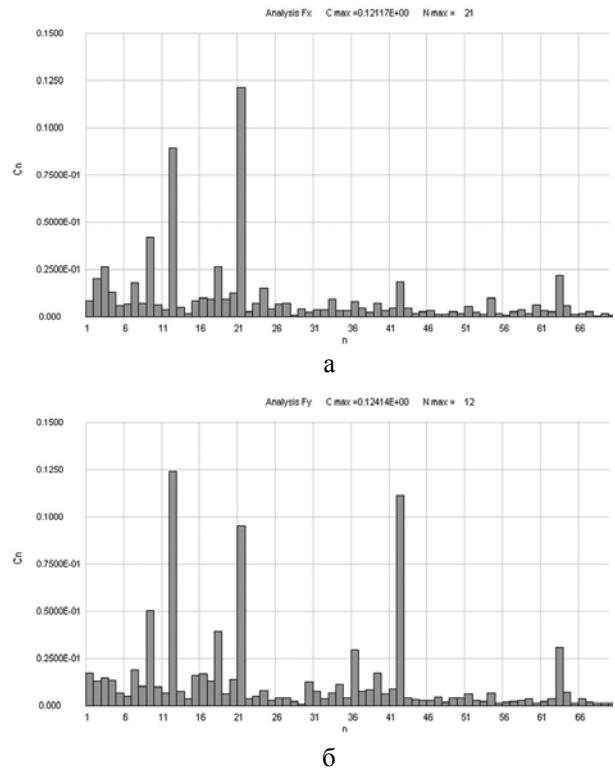 Analysis Fx C max =0.12117E+00 N max = 21
0.1500
0.1250
0.1000
0.7500E-01
0.5000E-01
0.2500E-01
0.000
Cn
1 6 11 16 21 26 31 36 41 46 51 56 61 66
n
а
Analysis Fy C max =0.12414E+00 N max = 12
0.1500
0.1250
0.1000
0.7500E-01
0.5000E-01
0.2500E-01
0.000
Cn
1 6 11 16 21 26 31 36 41 46 51 56 61 66
n
б